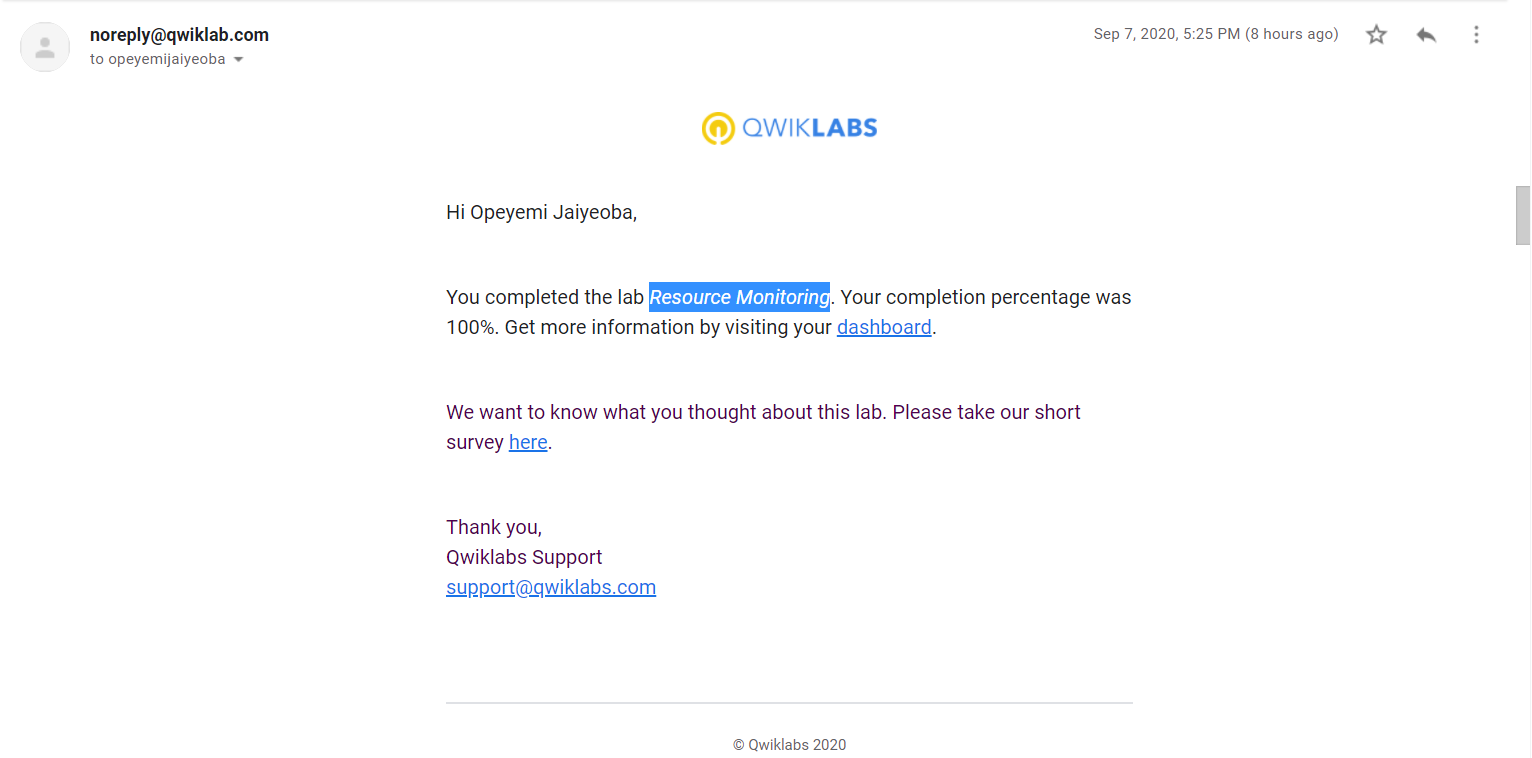 noreply@qwiklab.com
Sep 7, 2020, 5:25 PM (8 hours ago)
to opeyemijaiyeoba
QWIKLABS
Hi Opeyemi Jaiyeoba,
You completed the lab Resource Monitoring. Your completion percentage was
100%. Get more information by visiting your dashboard.
We want to know what you thought about this lab. Please take our short
survey here.
Thank you,
Qwiklabs Support
support@qwiklabs.com
© Qwiklabs 2020